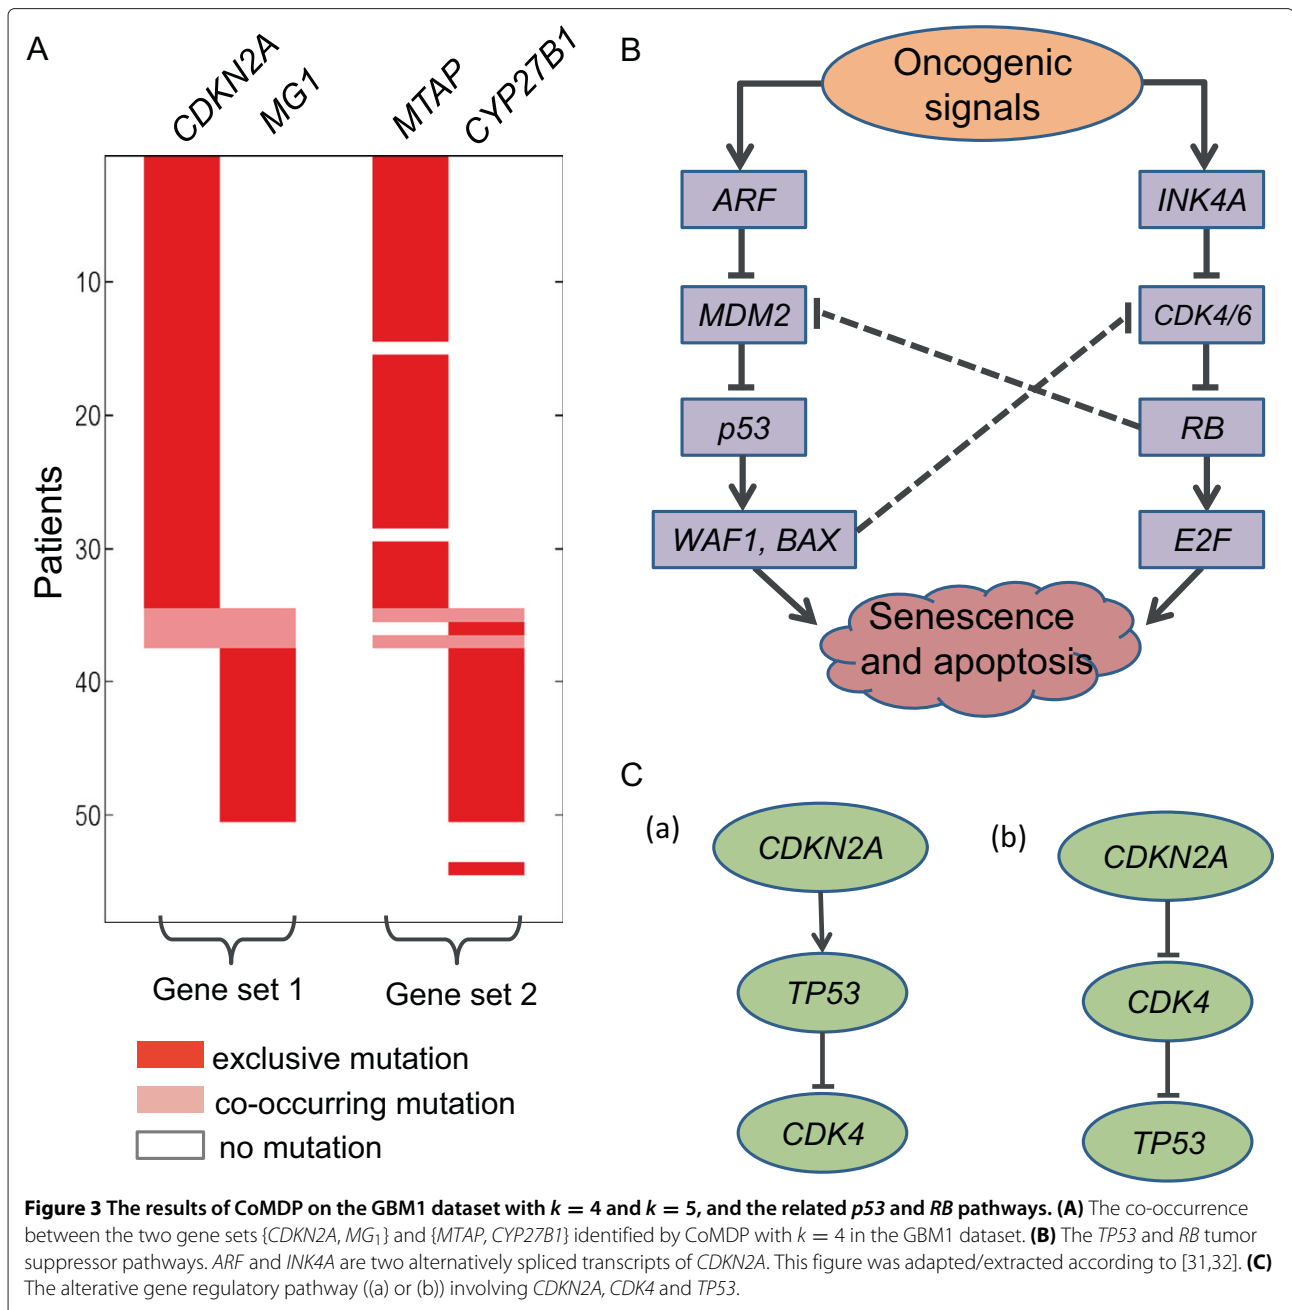 A
CDKN2A
MG1
MTAP
CYP27B1
Patients
10
20
30
40
50
Gene set 1
Gene set 2
exclusive mutation
co-occurring mutation
no mutation
B
Oncogenic
signals
ARF
INK4A
MDM2
CDK4/6
p53
RB
WAF1, BAX
E2F
Senescence
and apoptosis
C
(a)
CDKN2A
TP53
CDK4
(b)
CDKN2A
CDK4
TP53
Figure 3 The results of CoMDP on the GBM1 dataset with k = 4 and k = 5, and the related p53 and RB pathways. (A) The co-occurrence
between the two gene sets {CDKN2A, MG₁} and {MTAP, CYP27B1} identified by CoMDP with k = 4 in the GBM1 dataset. (B) The TP53 and RB tumor
suppressor pathways. ARF and INK4A are two alternatively spliced transcripts of CDKN2A. This figure was adapted/extracted according to [31,32]. (C)
The alterative gene regulatory pathway ((a) or (b)) involving CDKN2A, CDK4 and TP53.